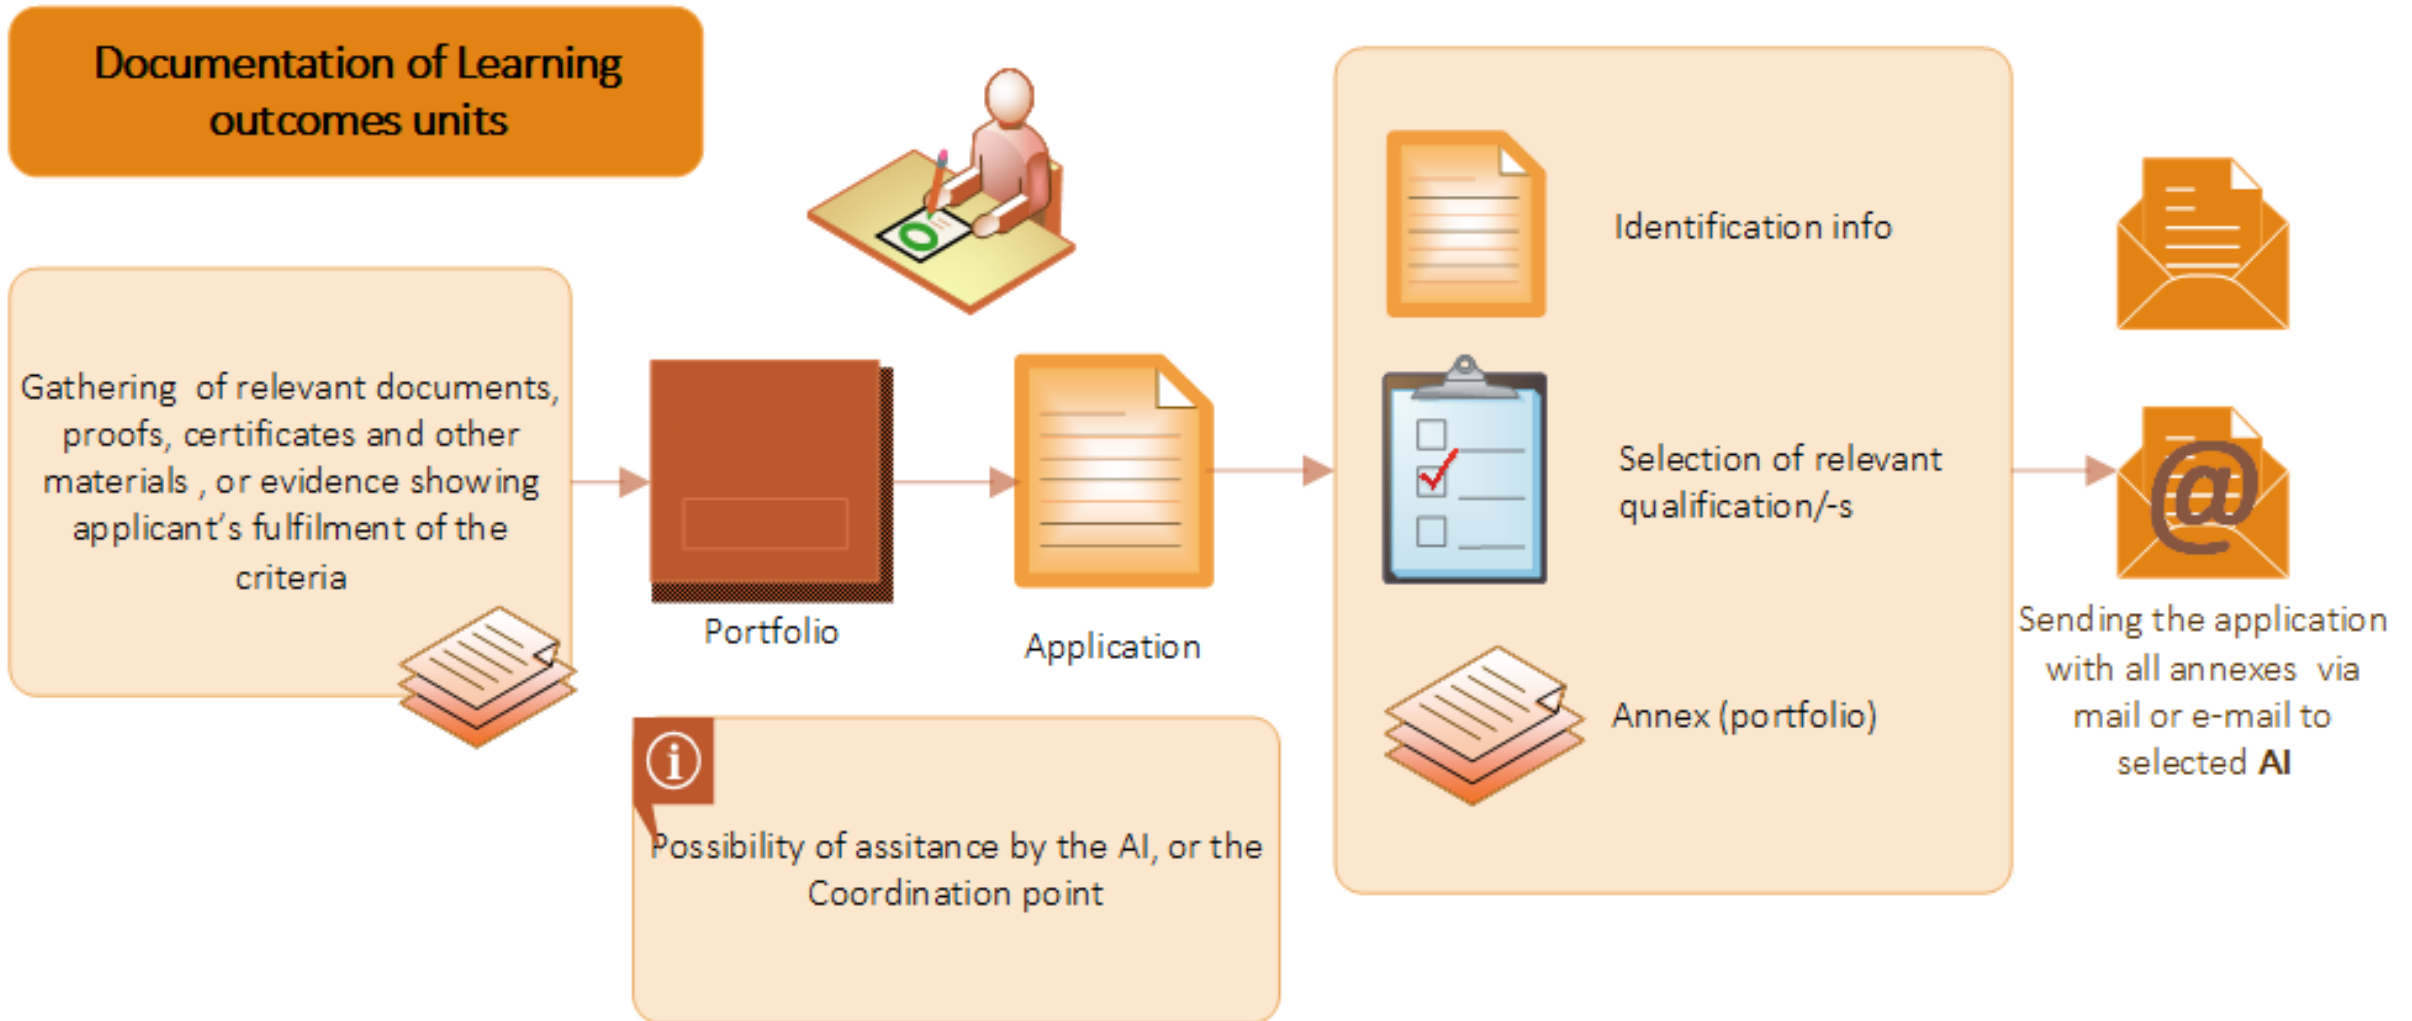 Documentation of Learning
outcomes units
Gathering of relevant documents,
proofs, certificates and other
materials , or evidence showing
applicant's fulfilment of the
criteria
Portfolio
Application
Possibility of assitance by the AI, or the
Coordination point
Identification info
Selection of relevant
qualification/-s
Annex (portfolio)
@
Sending the application
with all annexes via
mail or e-mail to
selected AI